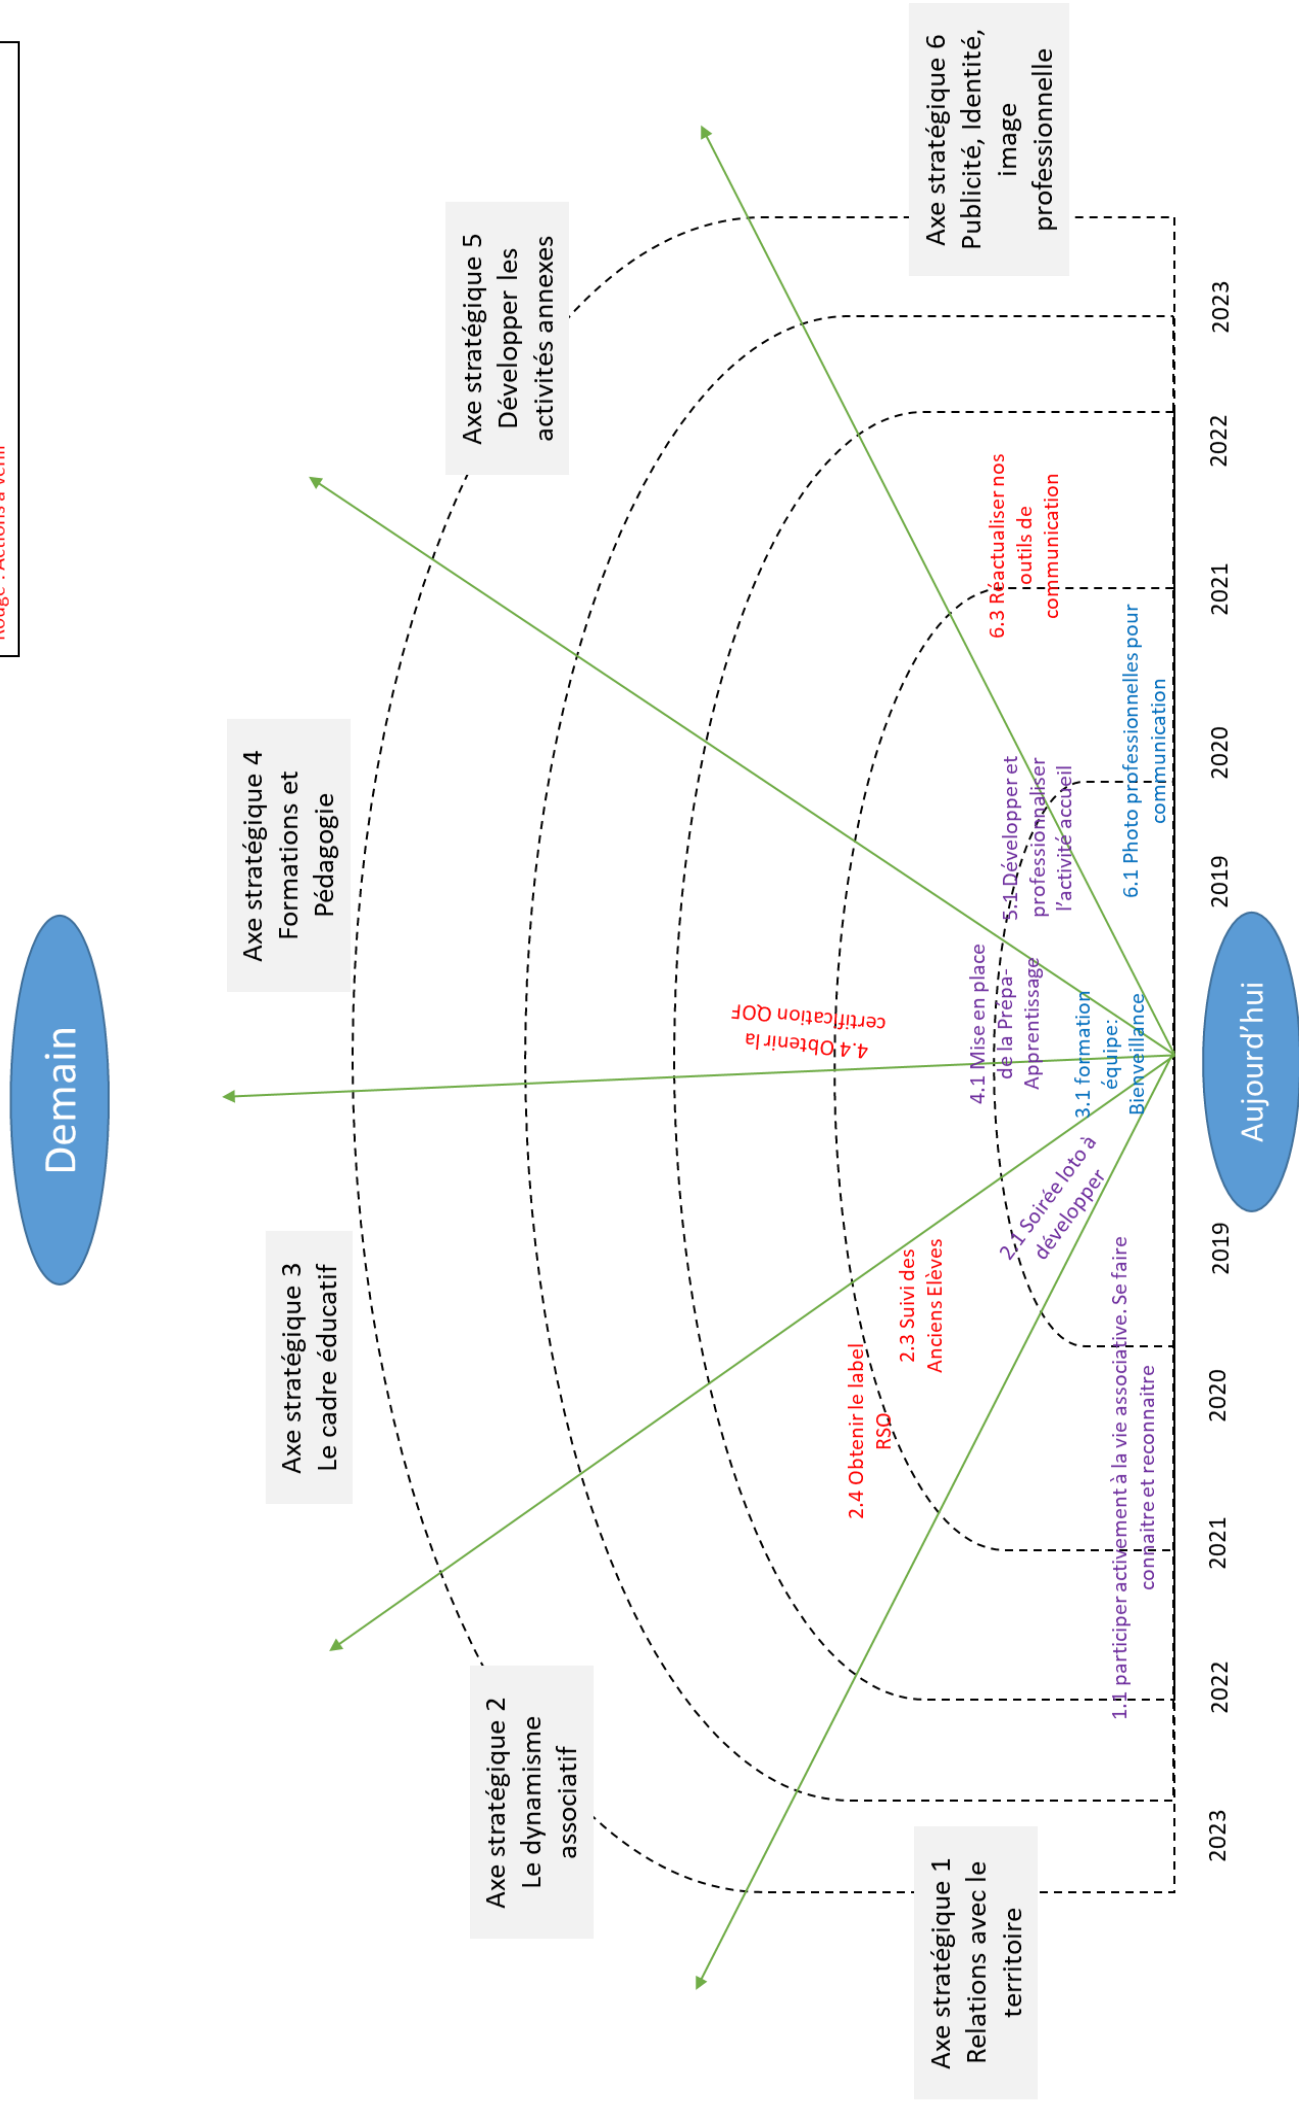 Rouge : Actions à venir
Demain
Axe stratégique 4
Formations et
Pédagogie
Axe stratégique 3
Le cadre éducatif
Axe stratégique 5
Développer les
activités annexes
Axe stratégique 2
Le dynamisme
associatif
Axe stratégique 1
Relations avec le
territoire
Axe stratégique 6
Publicité, Identité,
image
professionnelle
4.4 Obtenir la
certification QOF
2.4 Obtenir le label
RSO
2.3 Suivi des
Anciens Elèves
4.1 Mise en place
de la Prépa-
Apprentissage
5.1 Développer et
professionnaliser
l'activité accueil
6.3 Réactualiser nos
outils de
communication
2.1 Soirée loto à
développer
3.1 formation
équipe:
Bienveillance
1.1 participer activement à la vie associative. Se faire
connaitre et reconnaitre
6.1 Photo professionnelles pour
communication
2023
2022
2021
2020
2019
Aujourd'hui
2019
2020
2021
2022
2023